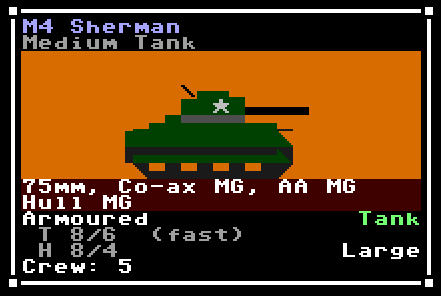 M4 Sherman
Medium Tank
75mm, Co-ax MG, AA MG
Hull MG
Armoured Tank
T 8/6 (fast)
H 8/4 Large
Crew: 5